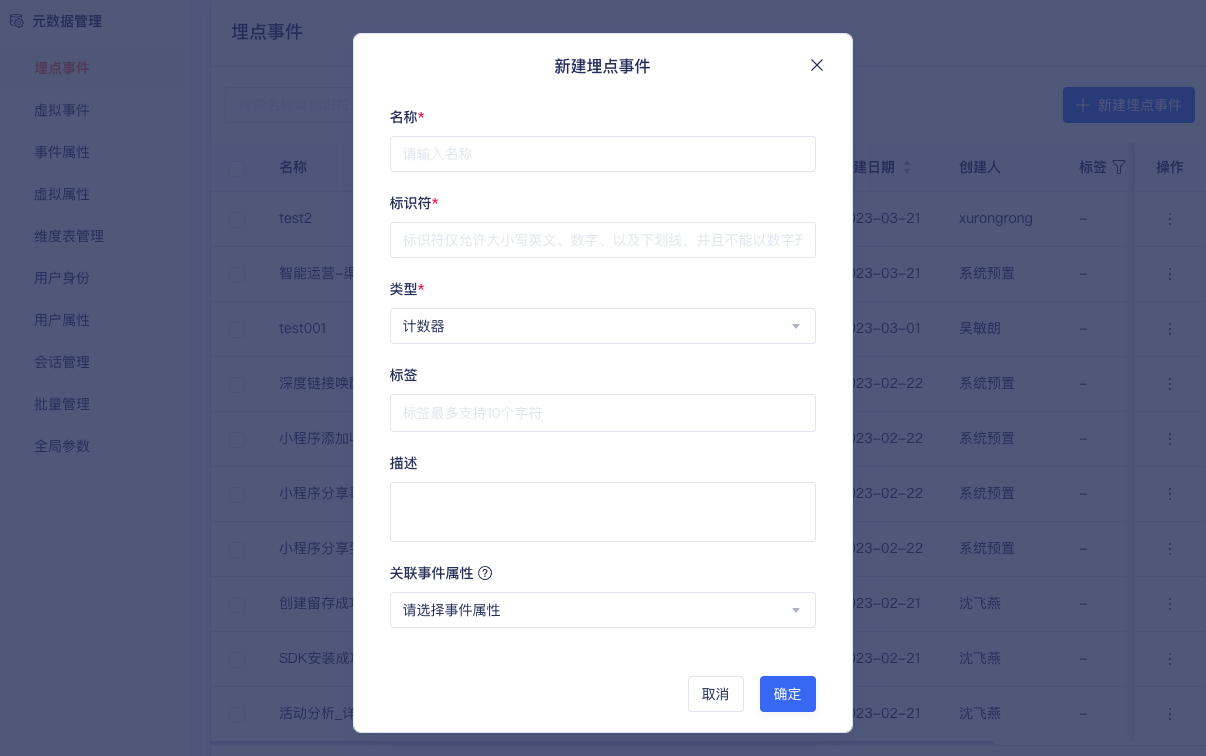 元数据管理
埋点事件
虚拟事件
事件属性
虚拟属性
维度表管理
用户身份
用户属性
会话管理
批量管理
全局参数
埋点事件
新建埋点事件
名称 建日期 创建人 标签 操作
test2 023-03-21 xurongrong -
智能运营-渠 023-03-21 系统预置 -
test001 023-03-01 吴敏朗 -
深度链接唤 023-02-22 系统预置 -
小程序添加 023-02-22 系统预置 -
小程序分享 023-02-22 系统预置 -
小程序分享 023-02-22 系统预置 -
创建留存成 023-02-21 沈飞燕 -
SDK安装成 023-02-21 沈飞燕 -
活动分析_详 023-02-21 沈飞燕 -
新建埋点事件
名称*
请输入名称
标识符*
标识符仅允许大小写英文、数字、以及下划线，并且不能以数字开
类型*
计数器
标签
标签最多支持10个字符
描述
关联事件属性
请选择事件属性
取消 确定